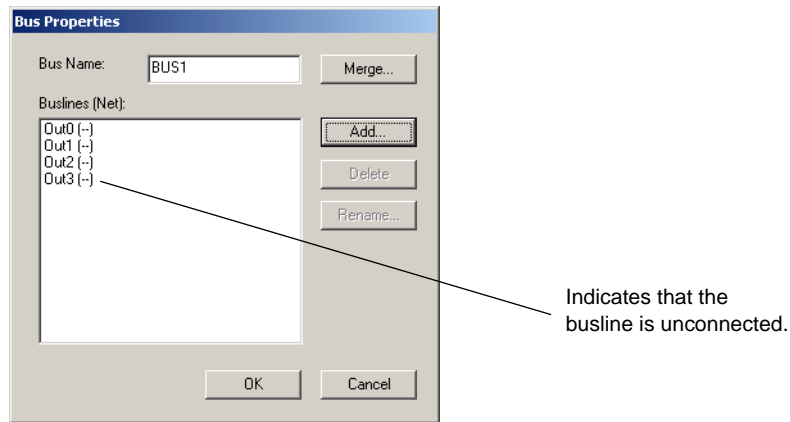 Bus Properties
Bus Name:
BUS1
Merge...
Buslines (Net):
Out0 (--)
Out1 (--)
Out2 (--)
Out3 (--)
Add...
Delete
Rename...
Indicates that the
busline is unconnected.
OK
Cancel